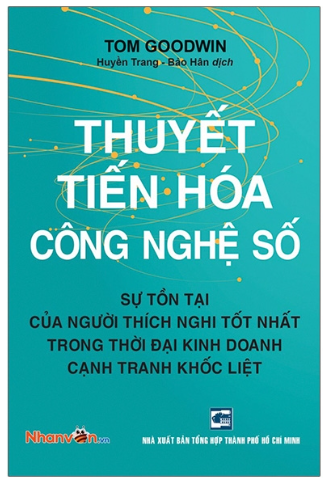 TOM GOODWIN
Huyền Trang - Bảo Hân dịch
THUYẾT
TIẾN HÓA
CÔNG NGHỆ SỐ
SỰ TỒN TẠI
CỦA NGƯỜI THÍCH NGHI TỐT NHẤT
TRONG THỜI ĐẠI KINH DOANH
CẠNH TRANH KHỐC LIỆT
Nhanvăn.vn
NHÀ XUẤT BẢN TỔNG HỢP THÀNH PHỐ HỒ CHÍ MINH